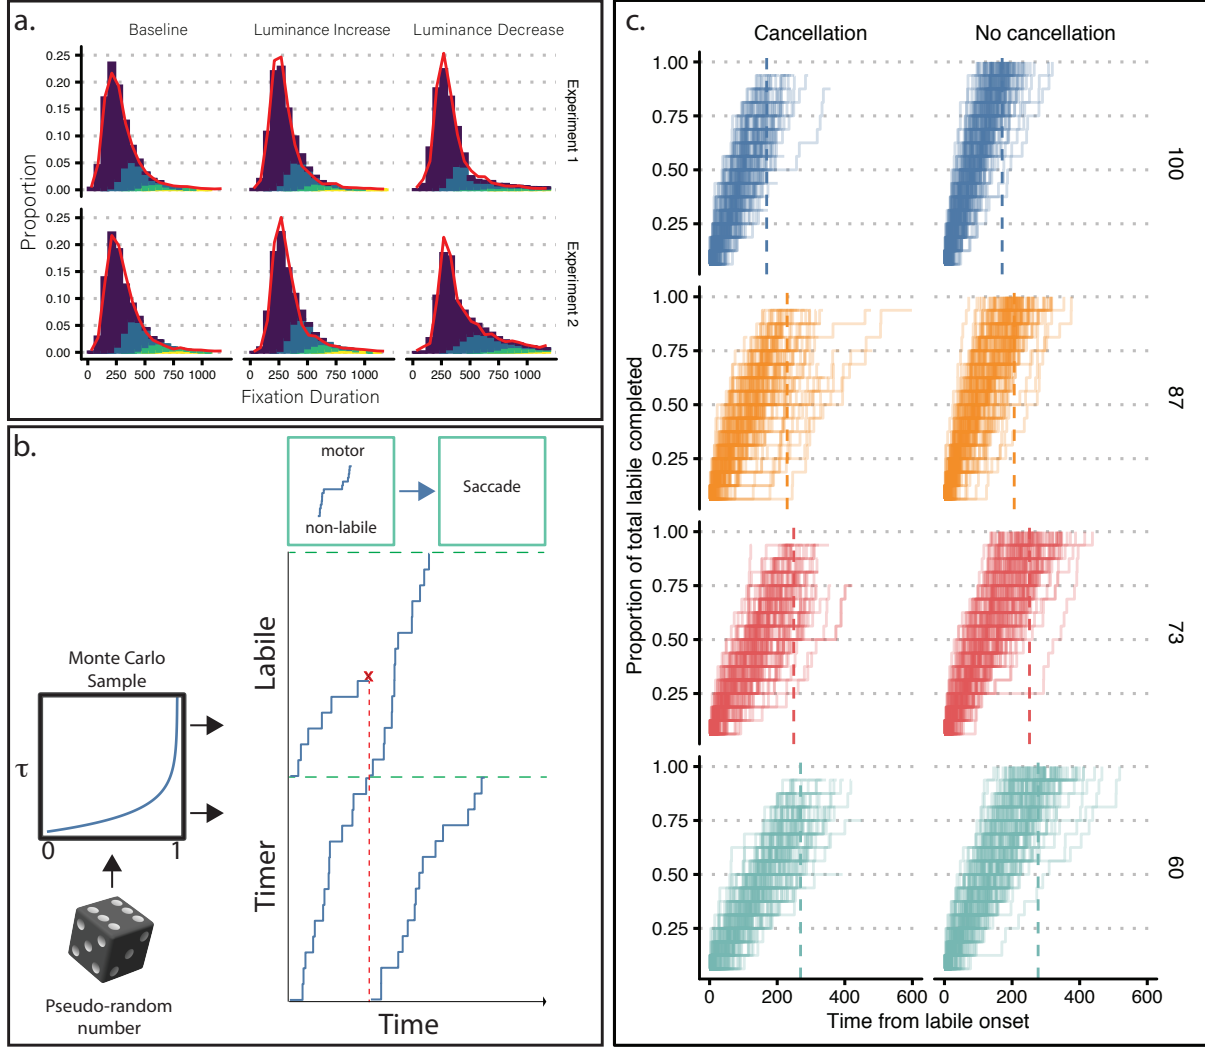 a.
Baseline
Luminance Increase
Luminance Decrease
Proportion
0.25
0.20
0.15
0.10
0.05
0.00
Experiment 1
0.25
0.20
0.15
0.10
0.05
0.00
Experiment 2
0 250 500 750 1000
0 250 500 750 1000
0 250 500 750 1000
Fixation Duration
b.
motor
non-labile
Saccade
Labile
Timer
x
Monte Carlo
Sample
τ
0 1
Pseudo-random
number
Time
c.
Cancellation
No cancellation
Proportion of total labile completed
1.00
0.75
0.50
0.25
100
1.00
0.75
0.50
0.25
87
1.00
0.75
0.50
0.25
73
1.00
0.75
0.50
0.25
60
0 200 400 600
0 200 400 600
Time from labile onset